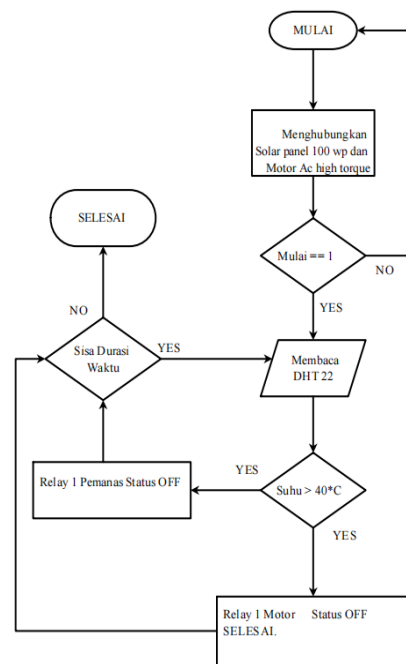 MULAI
Menghubungkan
Solar panel 100 wp dan
Motor Ac high torque
SELESAI
Mulai == 1
NO
NO
YES
Sisa Durasi
Waktu
YES
Membaca
DHT 22
Relay 1 Pemanas Status OFF
YES
Suhu > 40*C
YES
Relay 1 Motor Status OFF
SELESAI.